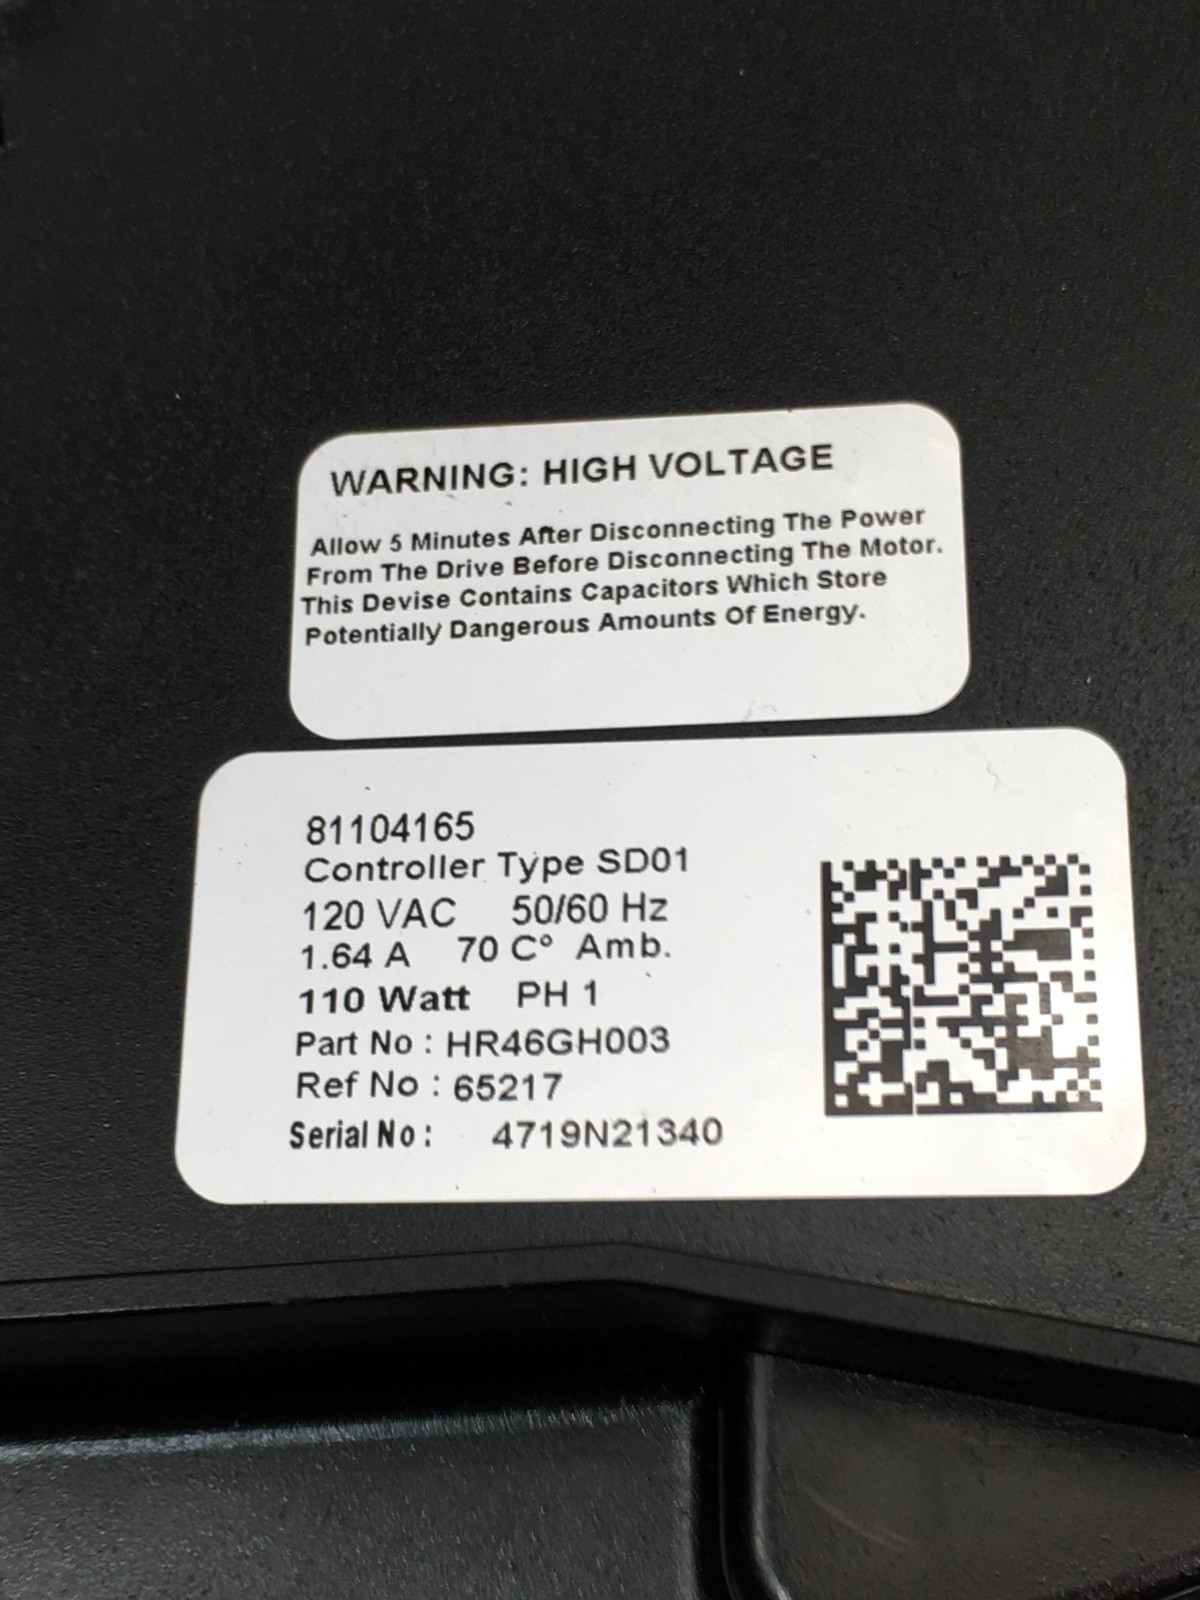 WARNING: HIGH VOLTAGE
Allow 5 Minutes After Disconnecting The Power
From The Drive Before Disconnecting The Motor.
This Devise Contains Capacitors Which Store
Potentially Dangerous Amounts Of Energy.
81104165
Controller Type SD01
120 VAC 50/60 Hz
1.64 A 70 C° Amb.
110 Watt PH 1
Part No : HR46GH003
Ref No : 65217
Serial No : 4719N21340